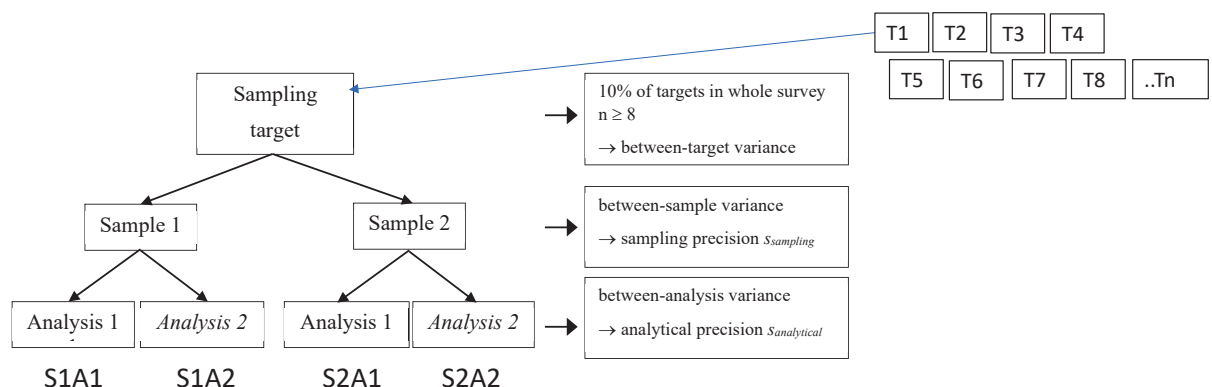 T1 T2 T3 T4
T5 T6 T7 T8 ..Tn
Sampling
target
10% of targets in whole survey
n ≥ 8
→ between-target variance
Sample 1
Sample 2
between-sample variance
→ sampling precision ssampling
Analysis 1
Analysis 2
Analysis 1
Analysis 2
between-analysis variance
→ analytical precision sanalytical
S1A1 S1A2 S2A1 S2A2